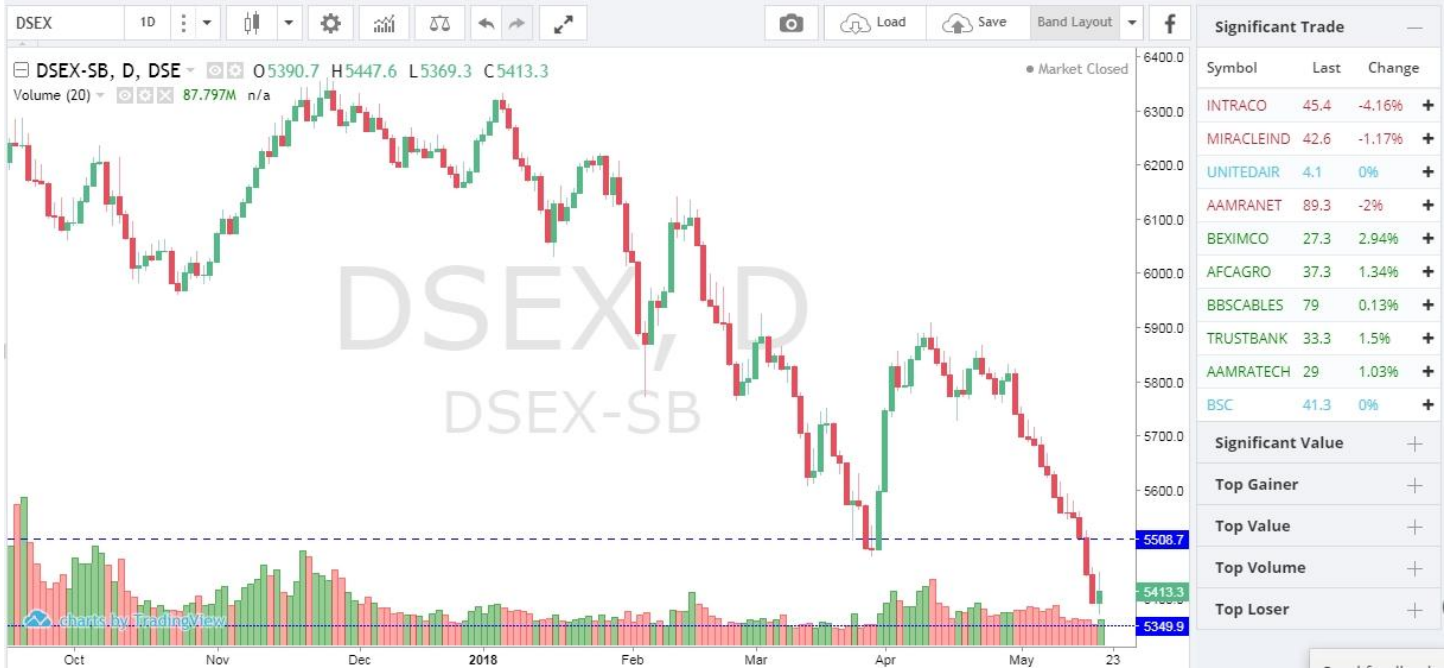 DSEX 1D Load Save Band Layout
DSEX-SB, D, DSE O5390.7 H5447.6 L5369.3 C5413.3
Market Closed
Volume (20) 87.797M n/a
DSEX, D
DSEX-SB
6400.0
6300.0
6200.0
6100.0
6000.0
5900.0
5800.0
5700.0
5600.0
5508.7
5413.3
5349.9
charts by TradingView
Oct Nov Dec 2018 Feb Mar Apr May 23
Significant Trade
Symbol Last Change
INTRACO 45.4 -4.16%
MIRACLEIND 42.6 -1.17%
UNITEDAIR 4.1 0%
AAMRANET 89.3 -2%
BEXIMCO 27.3 2.94%
AFCAGRO 37.3 1.34%
BBSCABLES 79 0.13%
TRUSTBANK 33.3 1.5%
AAMRATECH 29 1.03%
BSC 41.3 0%
Significant Value
Top Gainer
Top Value
Top Volume
Top Loser